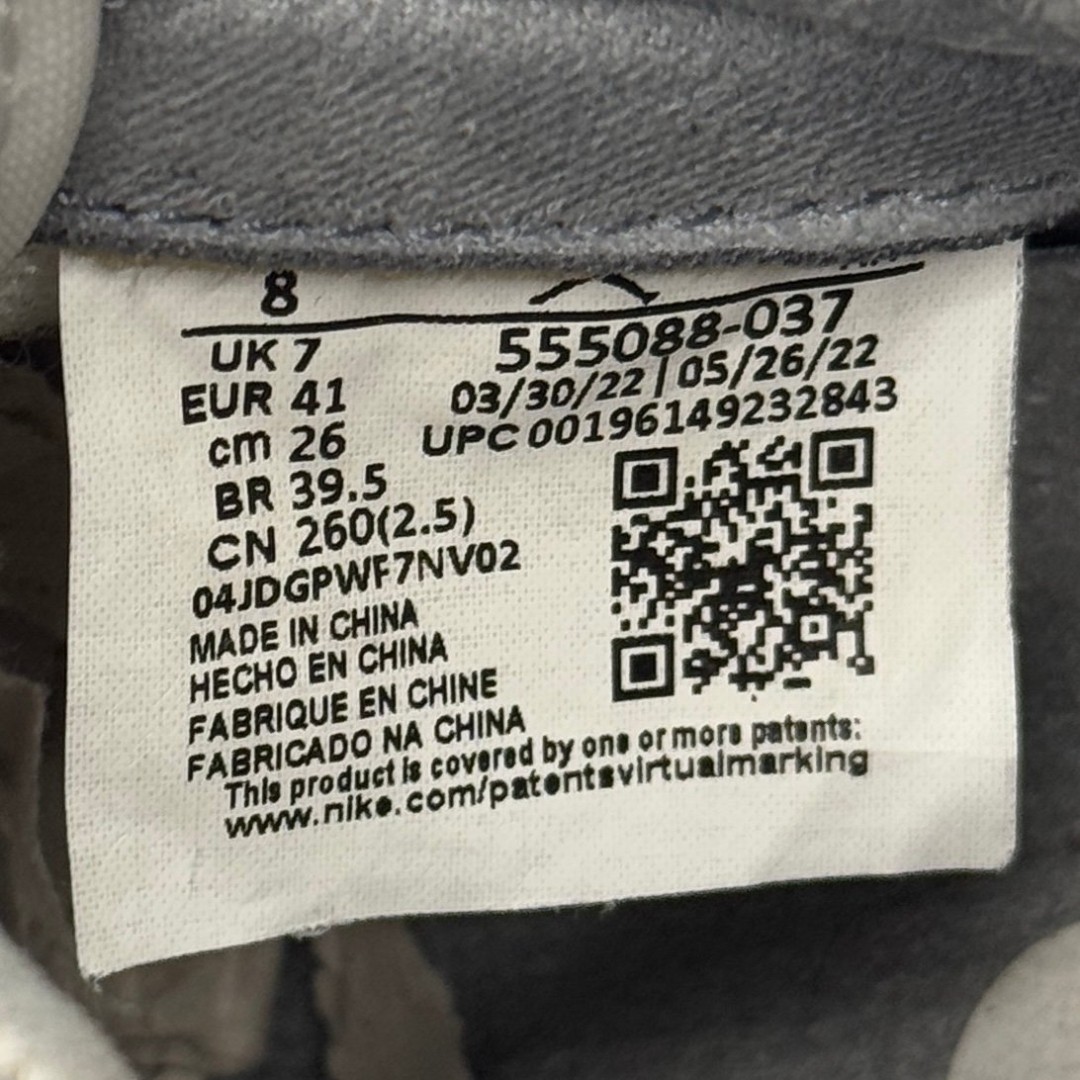 8
UK 7
EUR 41
cm 26
BR 39.5
CN 260(2.5)
555088-037
03/30/22 | 05/26/22
UPC 00196149232843
04JDGPWF7NV02
MADE IN CHINA
HECHO EN CHINA
FABRIQUE EN CHINE
FABRICADO NA CHINA
This product is covered by one or more patents:
www.nike.com/patentsvirtualmarking